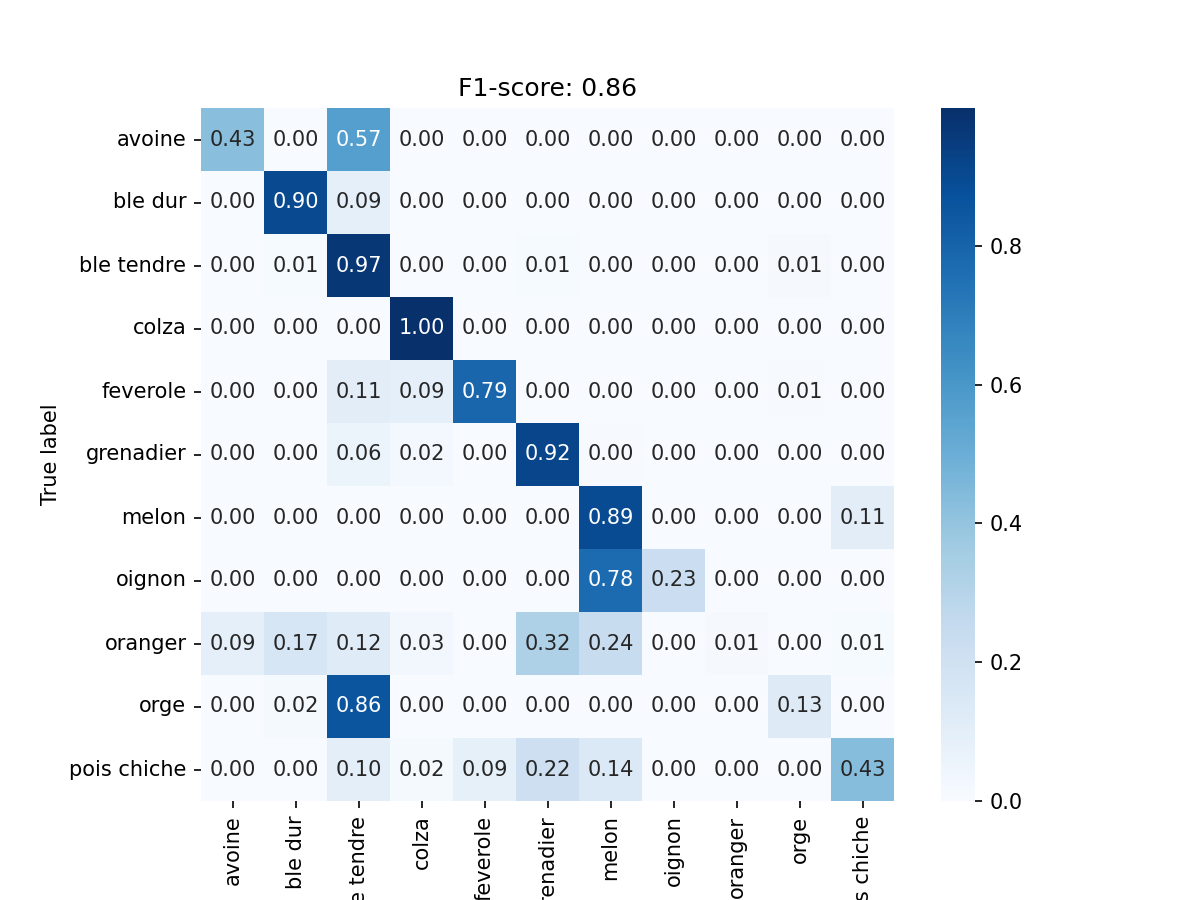 F1-score: 0.86
True label
avoine 0.43 0.00 0.57 0.00 0.00 0.00 0.00 0.00 0.00 0.00 0.00
ble dur 0.00 0.90 0.09 0.00 0.00 0.00 0.00 0.00 0.00 0.00 0.00
ble tendre 0.00 0.01 0.97 0.00 0.00 0.01 0.00 0.00 0.00 0.01 0.00
colza 0.00 0.00 0.00 1.00 0.00 0.00 0.00 0.00 0.00 0.00 0.00
feverole 0.00 0.00 0.11 0.09 0.79 0.00 0.00 0.00 0.00 0.01 0.00
grenadier 0.00 0.00 0.06 0.02 0.00 0.92 0.00 0.00 0.00 0.00 0.00
melon 0.00 0.00 0.00 0.00 0.00 0.00 0.89 0.00 0.00 0.00 0.11
oignon 0.00 0.00 0.00 0.00 0.00 0.00 0.78 0.23 0.00 0.00 0.00
oranger 0.09 0.17 0.12 0.03 0.00 0.32 0.24 0.00 0.01 0.00 0.01
orge 0.00 0.02 0.86 0.00 0.00 0.00 0.00 0.00 0.00 0.13 0.00
pois chiche 0.00 0.00 0.10 0.02 0.09 0.22 0.14 0.00 0.00 0.00 0.43
avoine
ble dur
e tendre
colza
feverole
renadier
melon
oignon
oranger
orge
s chiche
0.8
0.6
0.4
0.2
0.0